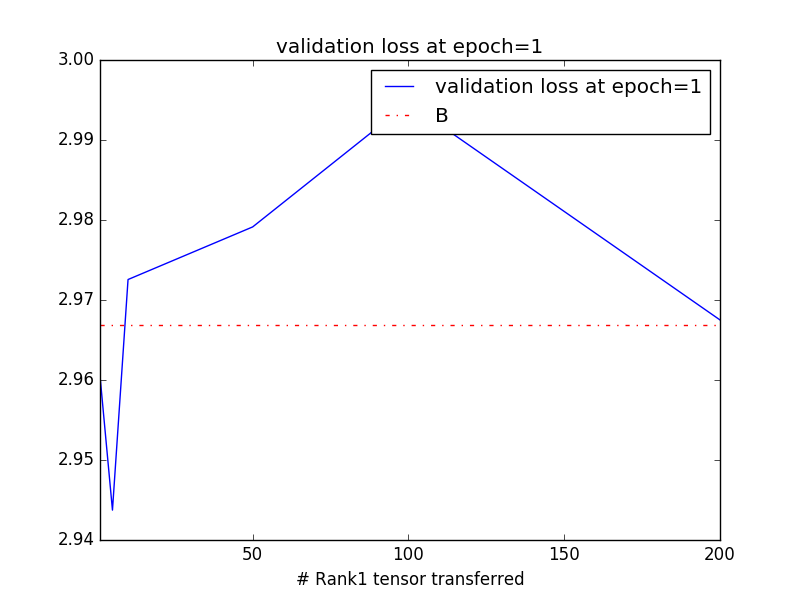 validation loss at epoch=1
3.00
2.99
2.98
2.97
2.96
2.95
2.94
validation loss at epoch=1
B
50
100
150
200
# Rank1 tensor transferred